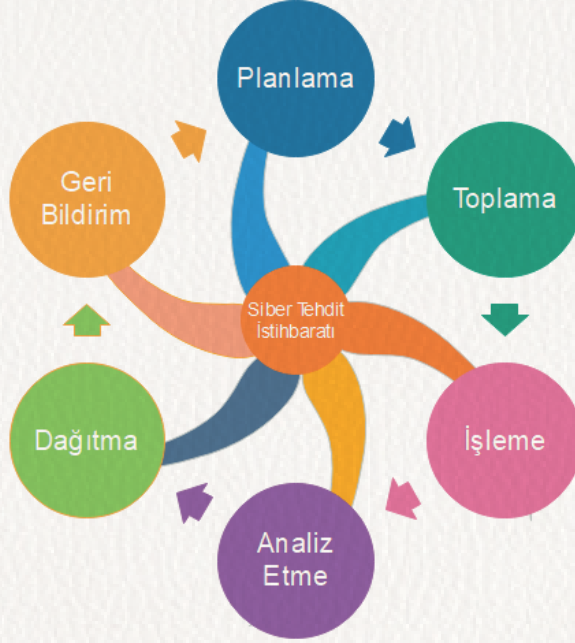 Planlama
Toplama
İşleme
Analiz
Etme
Dağıtma
Geri
Bildirim
Siber Tehdit
İstihbaratı